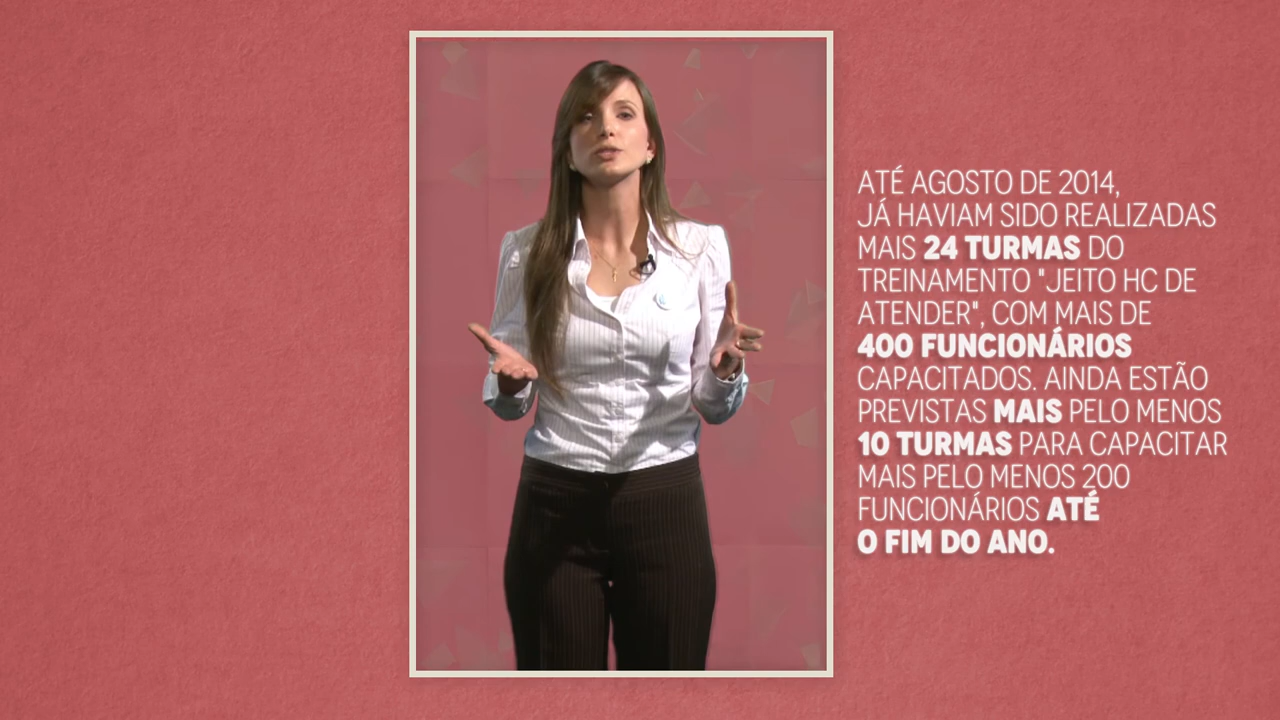 ATÉ AGOSTO DE 2014,
JÁ HAVIAM SIDO REALIZADAS
MAIS 24 TURMAS DO
TREINAMENTO "JEITO HC DE
ATENDER", COM MAIS DE
400 FUNCIONÁRIOS
CAPACITADOS. AINDA ESTÃO
PREVISTAS MAIS PELO MENOS
10 TURMAS PARA CAPACITAR
MAIS PELO MENOS 200
FUNCIONÁRIOS ATÉ
O FIM DO ANO.